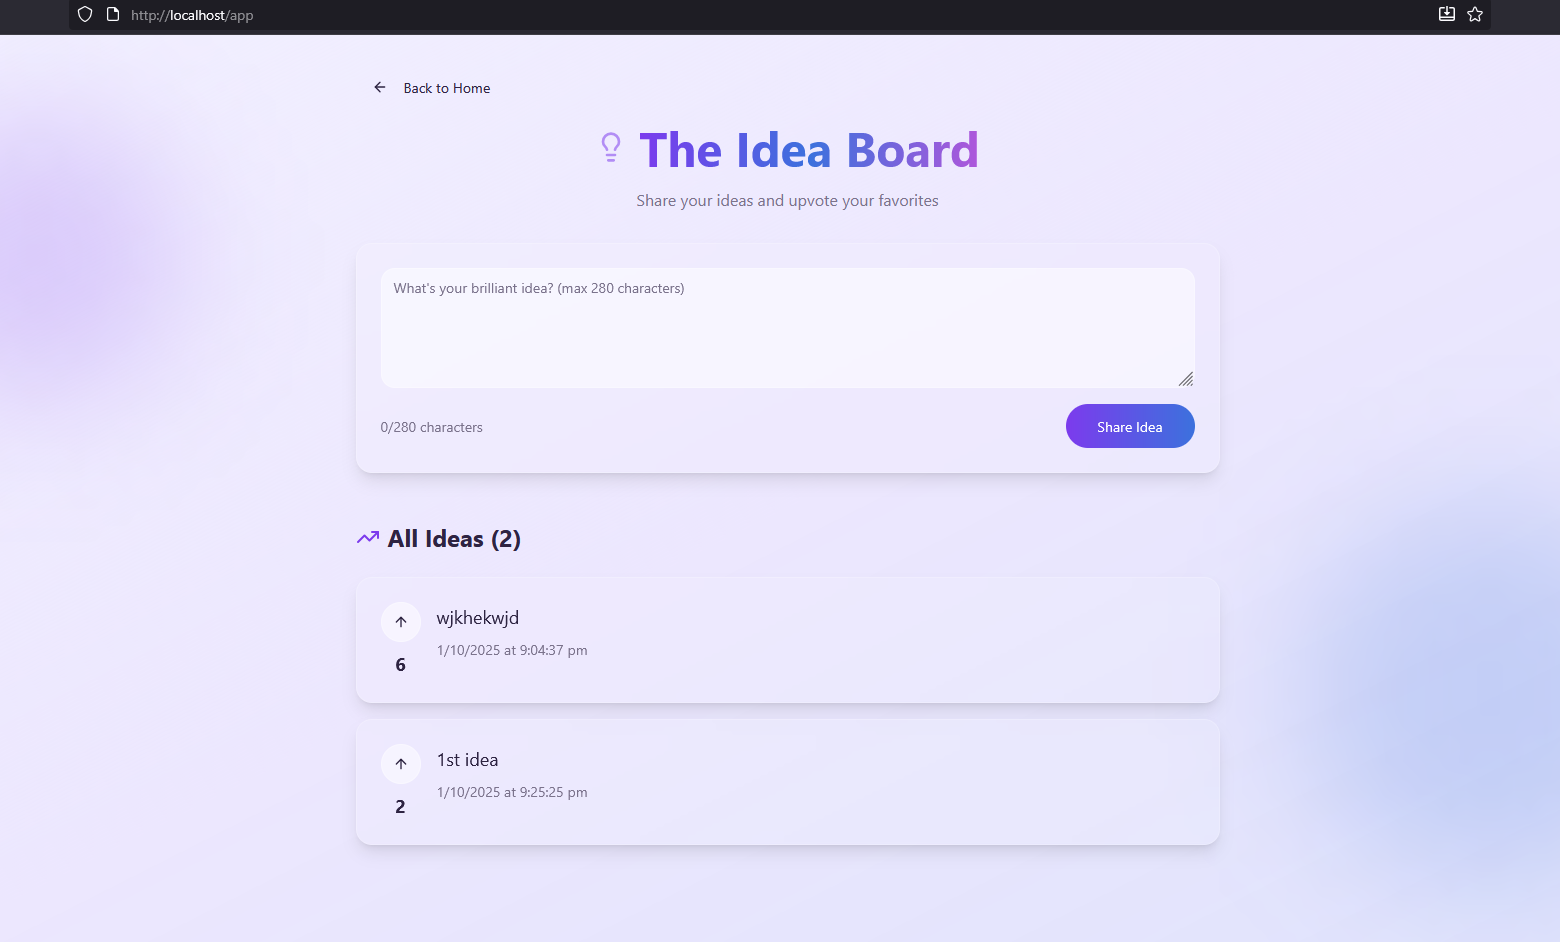 http://localhost/app
Back to Home
The Idea Board
Share your ideas and upvote your favorites
What's your brilliant idea? (max 280 characters)
0/280 characters
Share Idea
All Ideas (2)
wjkhekwjd
1/10/2025 at 9:04:37 pm
6
1st idea
1/10/2025 at 9:25:25 pm
2